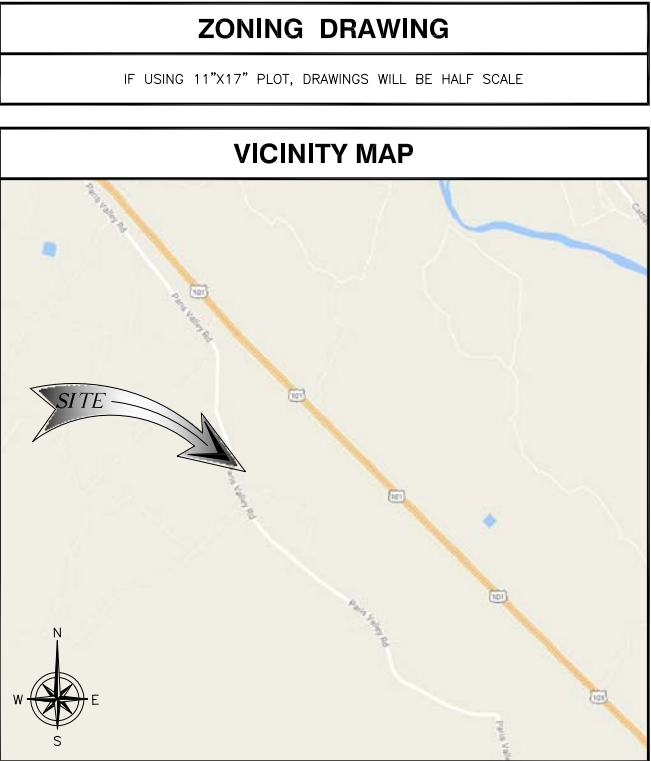 ZONING DRAWING
IF USING 11"X17" PLOT, DRAWINGS WILL BE HALF SCALE
VICINITY MAP
Paris Valley Rd
101
Paris Valley Rd
101
SITE
Paris Valley Rd
101
Paris Valley Rd
101
101
N
W
E
S